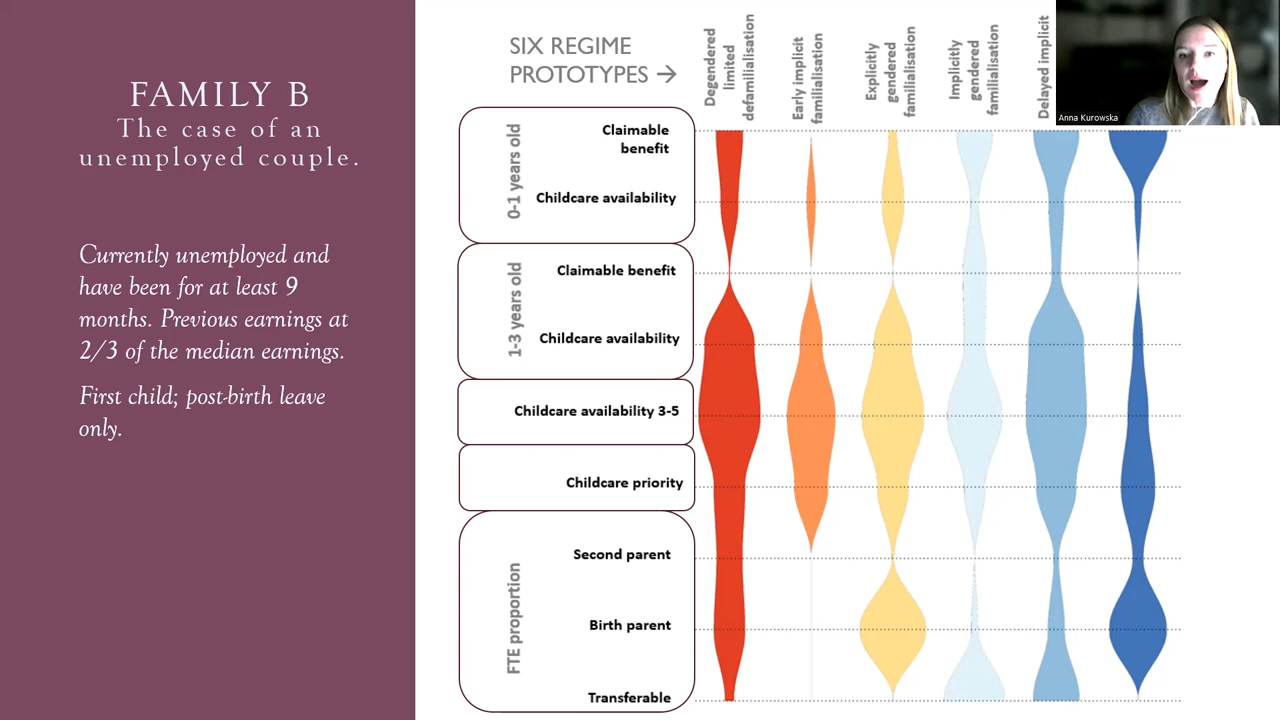 FAMILY B
The case of an
unemployed couple.
Currently unemployed and
have been for at least 9
months. Previous earnings at
2/3 of the median earnings.
First child; post-birth leave
only.
SIX REGIME
PROTOTYPES →
Degendered
limited
defamilialisation
Early implicit
familialisation
Explicitly
gendered
familialisation
Implicitly
gendered
familialisation
Delayed implicit
Anna Kurowska
0-1 years old
Claimable
benefit
Childcare availability
1-3 years old
Claimable benefit
Childcare availability
Childcare availability 3-5
Childcare priority
FTE proportion
Second parent
Birth parent
Transferable